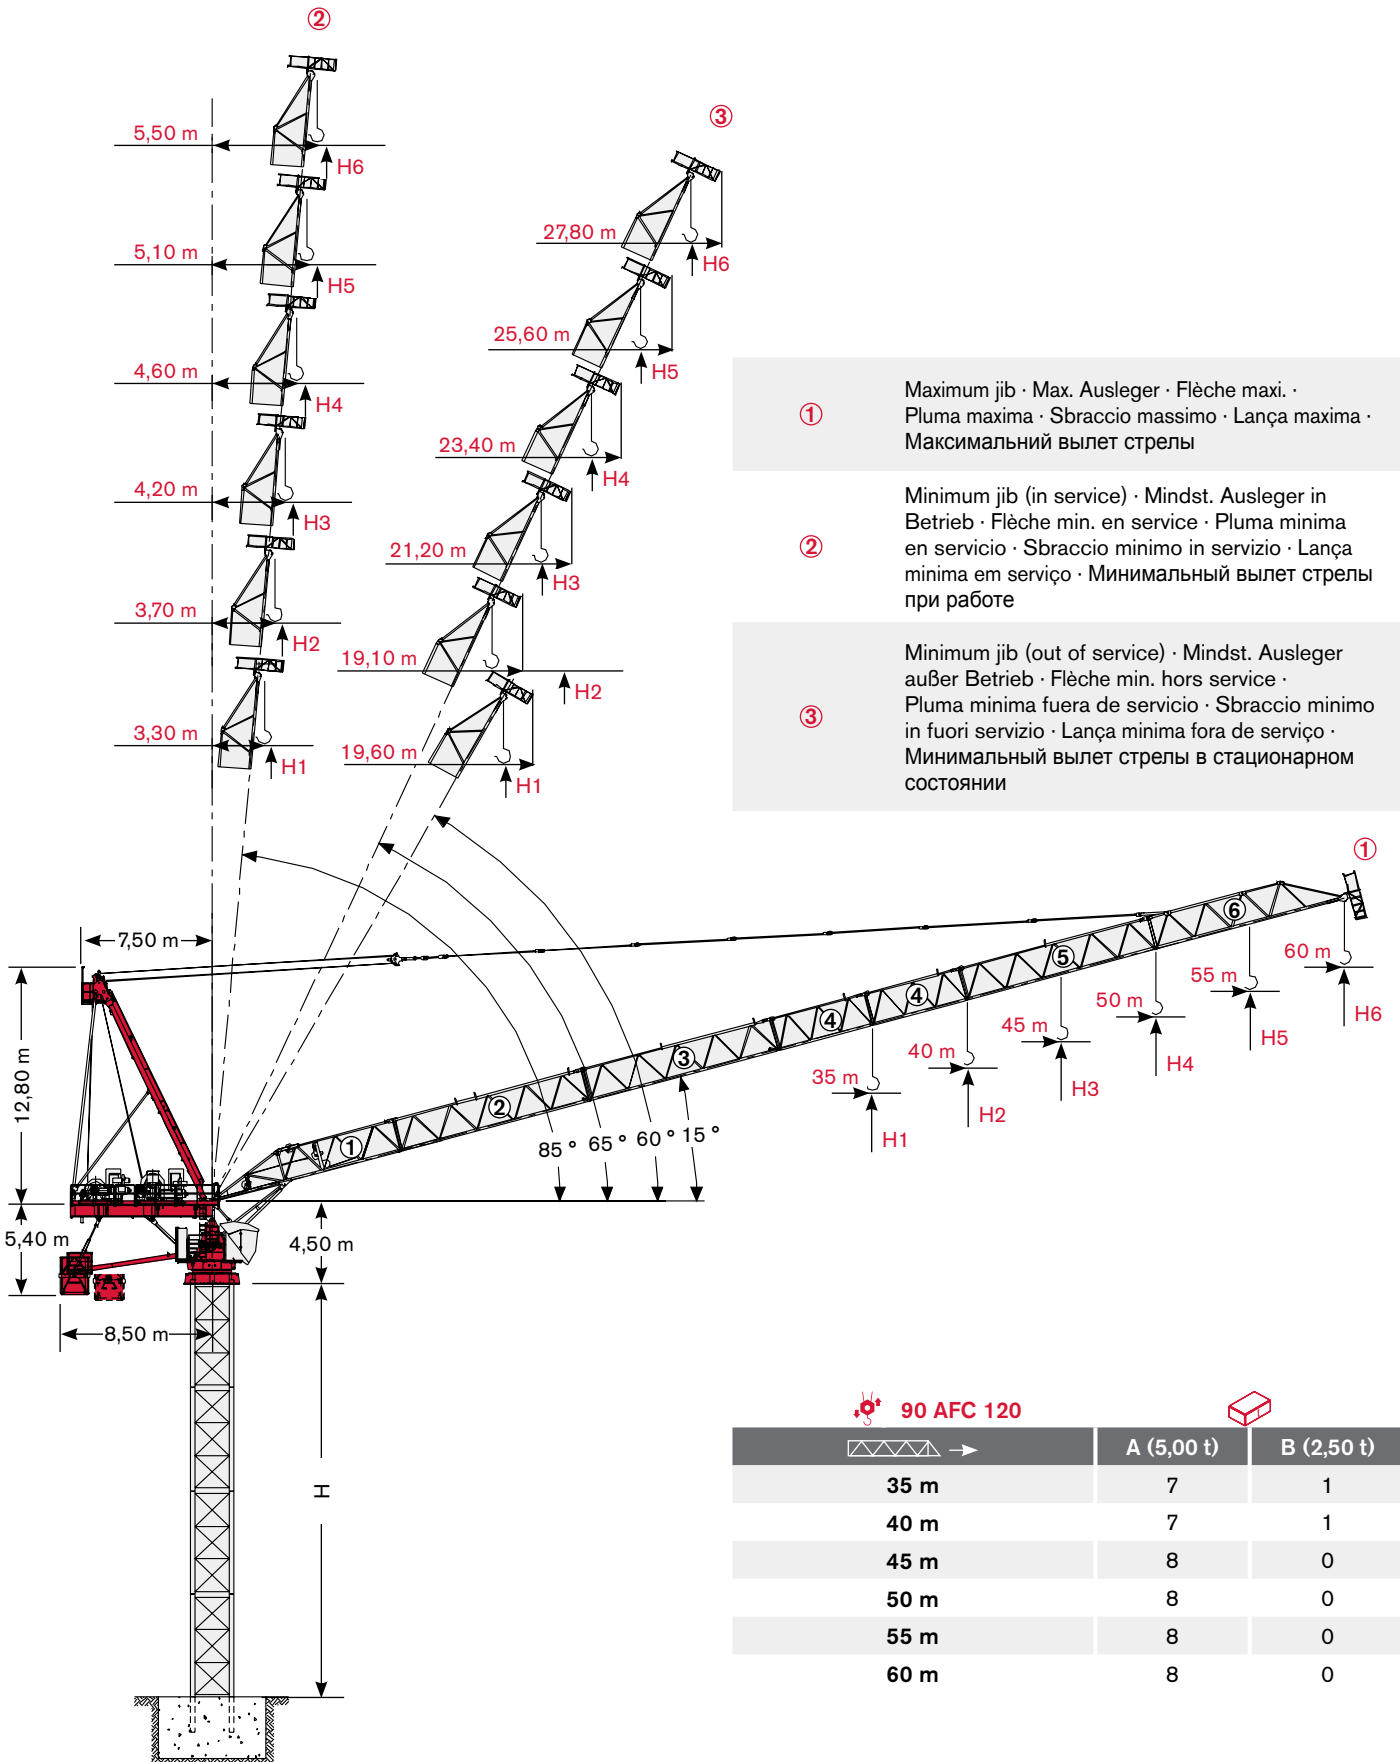 ②
5,50 m
H6
5,10 m
H5
4,60 m
H4
4,20 m
H3
3,70 m
H2
3,30 m
H1
③
27,80 m
H6
25,60 m
H5
23,40 m
H4
21,20 m
H3
19,10 m
H2
19,60 m
H1
①
Maximum jib · Max. Ausleger · Flèche maxi. ·
Pluma maxima · Sbraccio massimo · Lança maxima ·
Максимальний вылет стрелы
②
Minimum jib (in service) · Mindst. Ausleger in
Betrieb · Flèche min. en service · Pluma minima
en servicio · Sbraccio minimo in servizio · Lança
minima em serviço · Минимальный вылет стрелы
при работе
③
Minimum jib (out of service) · Mindst. Ausleger
außer Betrieb · Flèche min. hors service ·
Pluma minima fuera de servicio · Sbraccio minimo
in fuori servizio · Lança minima fora de serviço ·
Минимальный вылет стрелы в стационарном
состоянии
①
7,50 m
12,80 m
5,40 m
8,50 m
4,50 m
H
① ② ③ ④ ④ ⑤ ⑥
85 ° 65 ° 60 ° 15 °
35 m
H1
40 m
H2
45 m
H3
50 m
H4
55 m
H5
60 m
H6
90 AFC 120
A (5,00 t) B (2,50 t)
35 m 7 1
40 m 7 1
45 m 8 0
50 m 8 0
55 m 8 0
60 m 8 0